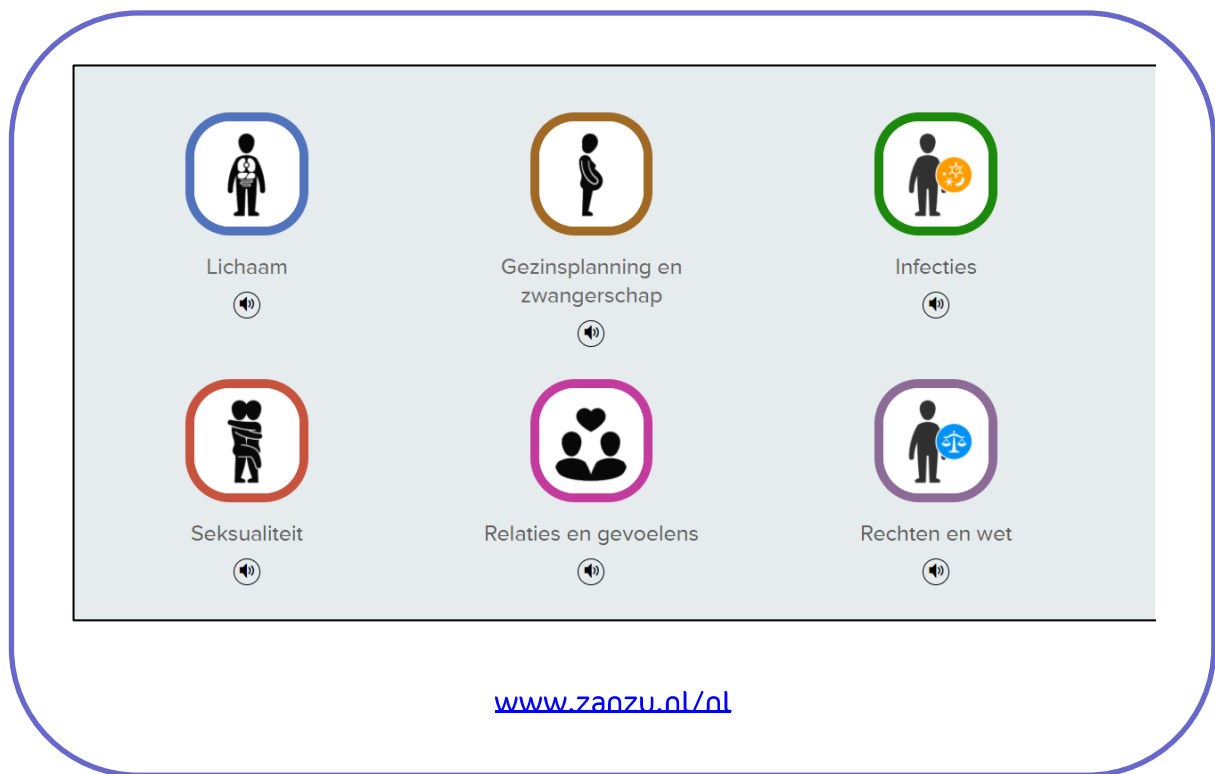 Lichaam
Gezinsplanning en
zwangerschap
Infecties
Seksualiteit
Relaties en gevoelens
Rechten en wet
www.zanzu.nl/nl